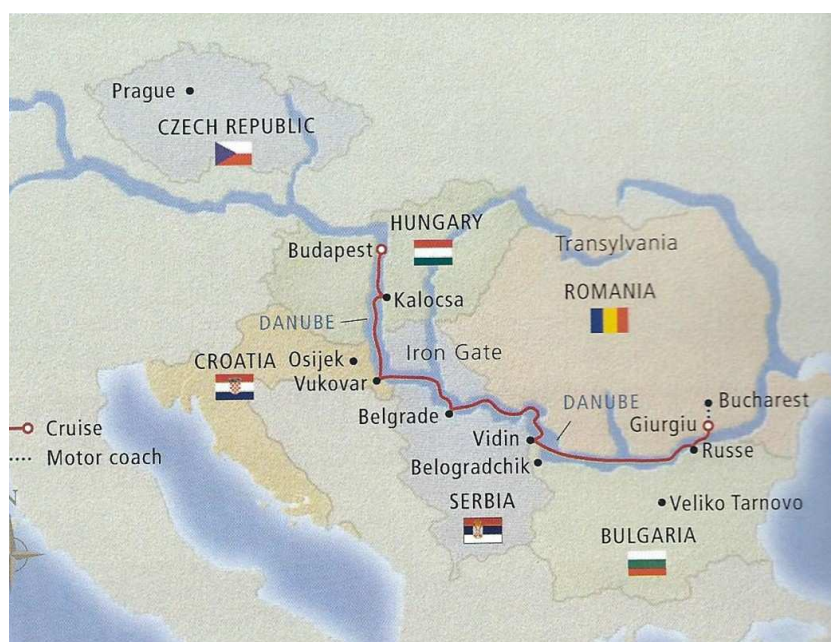 Prague
CZECH REPUBLIC
HUNGARY
Budapest
Transylvania
ROMANIA
Kalocsa
DANUBE
Iron Gate
CROATIA
Osijek
Vukovar
Belgrade
DANUBE
Bucharest
Giurgiu
Cruise
Motor coach
Vidin
Russe
Belogradchik
SERBIA
Veliko Tarnovo
BULGARIA
N